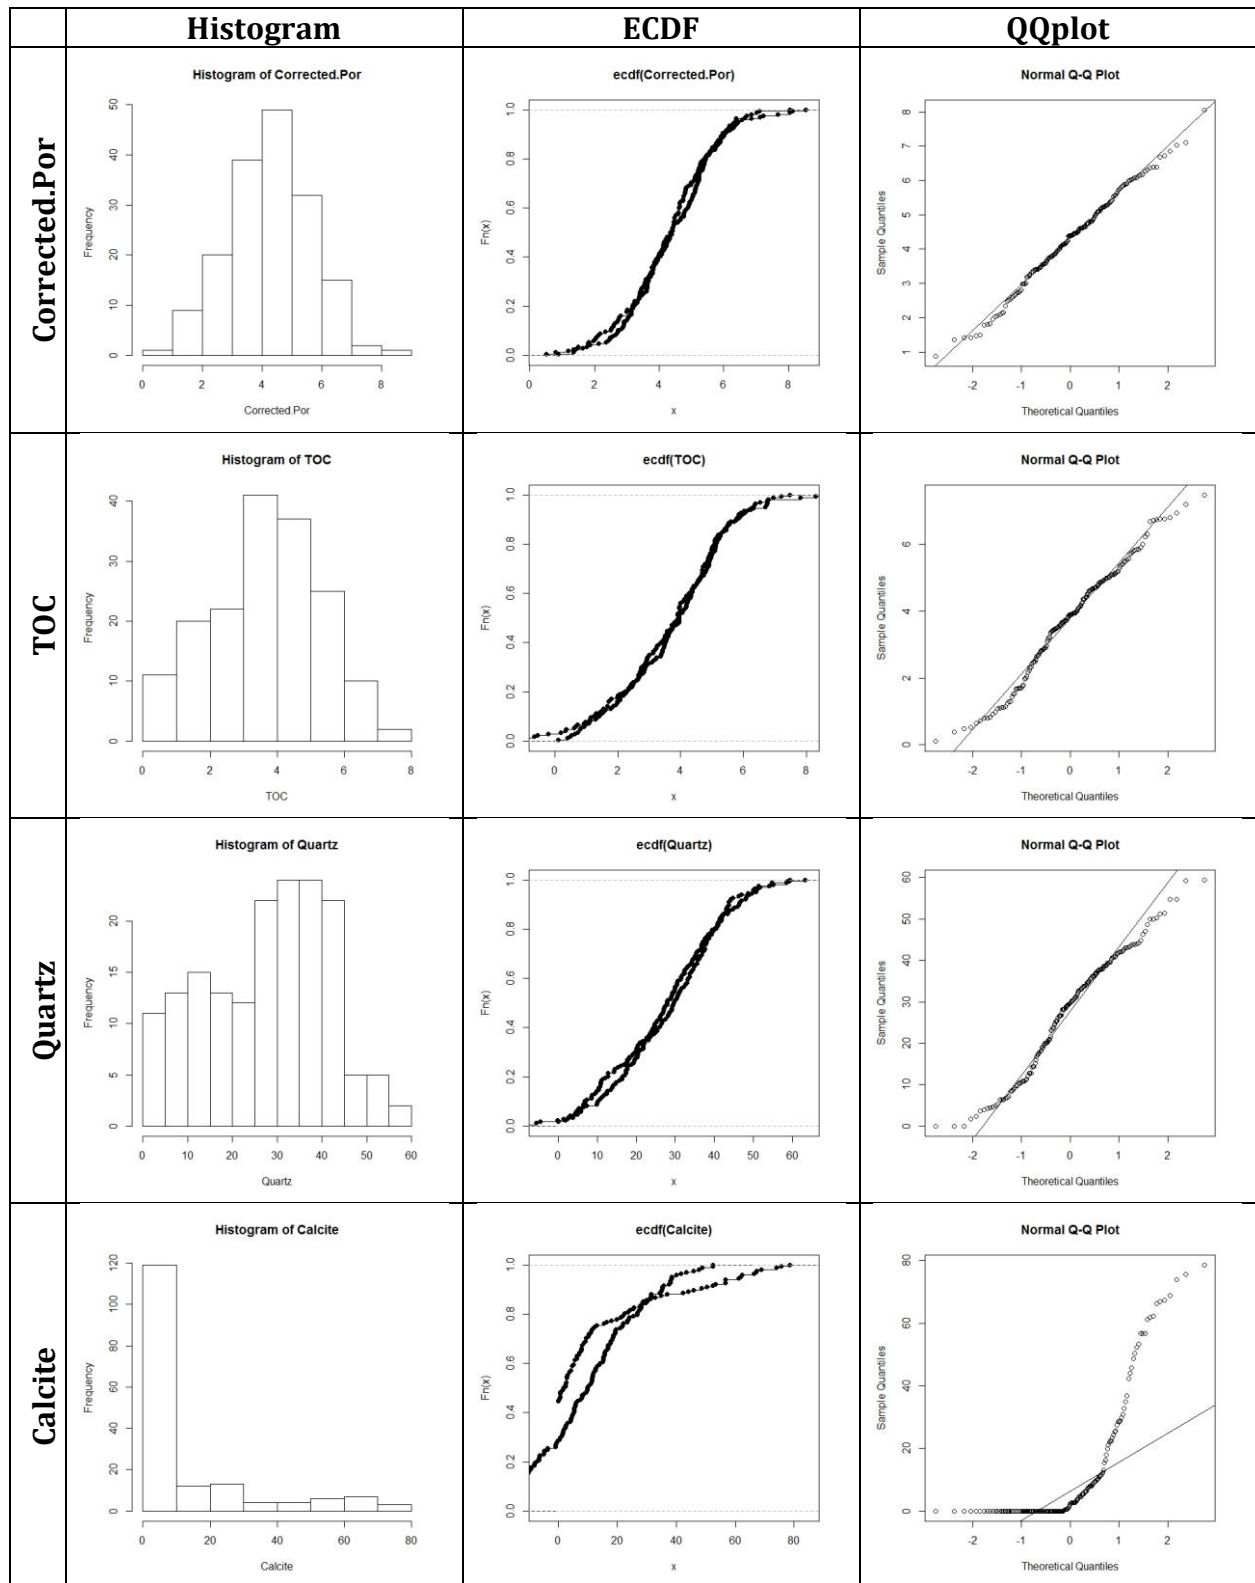 Histogram ECDF QQplot
Corrected.Por
Histogram of Corrected.Por
Frequency
0 10 20 30 40 50
0 2 4 6 8
Corrected.Por
ecdf(Corrected.Por)
Fn(x)
0.0 0.2 0.4 0.6 0.8 1.0
0 2 4 6 8
x
Normal Q-Q Plot
Sample Quantiles
1 2 3 4 5 6 7 8
-2 -1 0 1 2
Theoretical Quantiles
TOC
Histogram of TOC
Frequency
0 10 20 30 40
0 2 4 6 8
TOC
ecdf(TOC)
Fn(x)
0.0 0.2 0.4 0.6 0.8 1.0
0 2 4 6 8
x
Normal Q-Q Plot
Sample Quantiles
0 2 4 6
-2 -1 0 1 2
Theoretical Quantiles
Quartz
Histogram of Quartz
Frequency
0 5 10 15 20
0 10 20 30 40 50 60
Quartz
ecdf(Quartz)
Fn(x)
0.0 0.2 0.4 0.6 0.8 1.0
0 10 20 30 40 50 60
x
Normal Q-Q Plot
Sample Quantiles
0 10 20 30 40 50 60
-2 -1 0 1 2
Theoretical Quantiles
Calcite
Histogram of Calcite
Frequency
0 20 40 60 80 100 120
0 20 40 60 80
Calcite
ecdf(Calcite)
Fn(x)
0.0 0.2 0.4 0.6 0.8 1.0
0 20 40 60 80
x
Normal Q-Q Plot
Sample Quantiles
0 20 40 60 80
-2 -1 0 1 2
Theoretical Quantiles